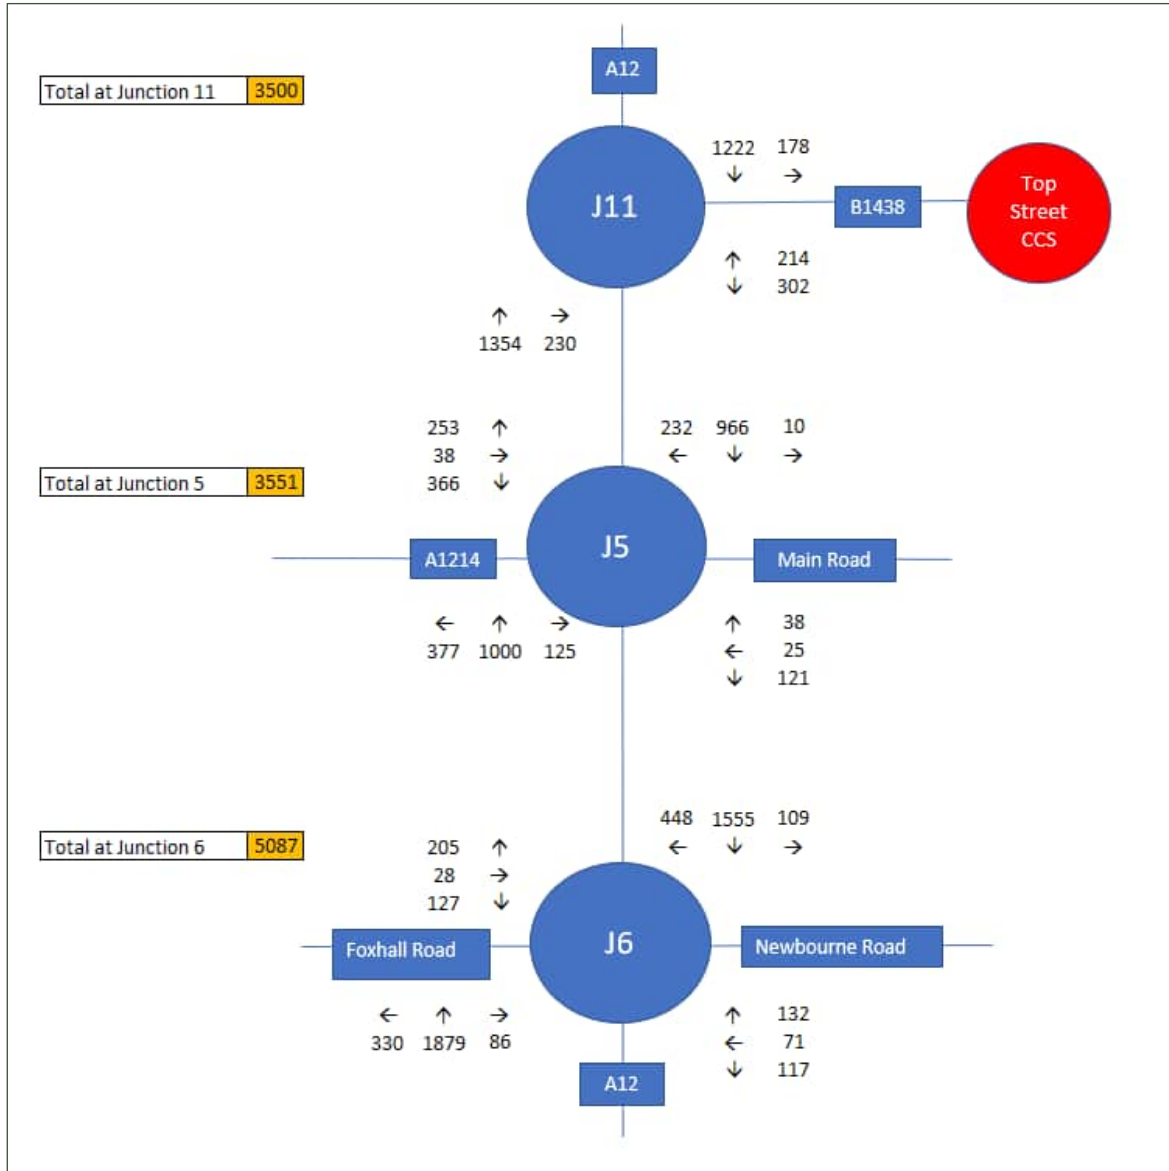 A12
Total at Junction 11 3500
1222 178
↓ →
J11
B1438
Top
Street
CCS
↑ 214
↓ 302
↑ →
1354 230
253 ↑
38 →
366 ↓
232 966 10
← ↓ →
Total at Junction 5 3551
A1214
J5
Main Road
← ↑ →
377 1000 125
↑ 38
← 25
↓ 121
448 1555 109
← ↓ →
Total at Junction 6 5087
205 ↑
28 →
127 ↓
Foxhall Road
J6
Newbourne Road
← ↑ →
330 1879 86
↑ 132
← 71
↓ 117
A12